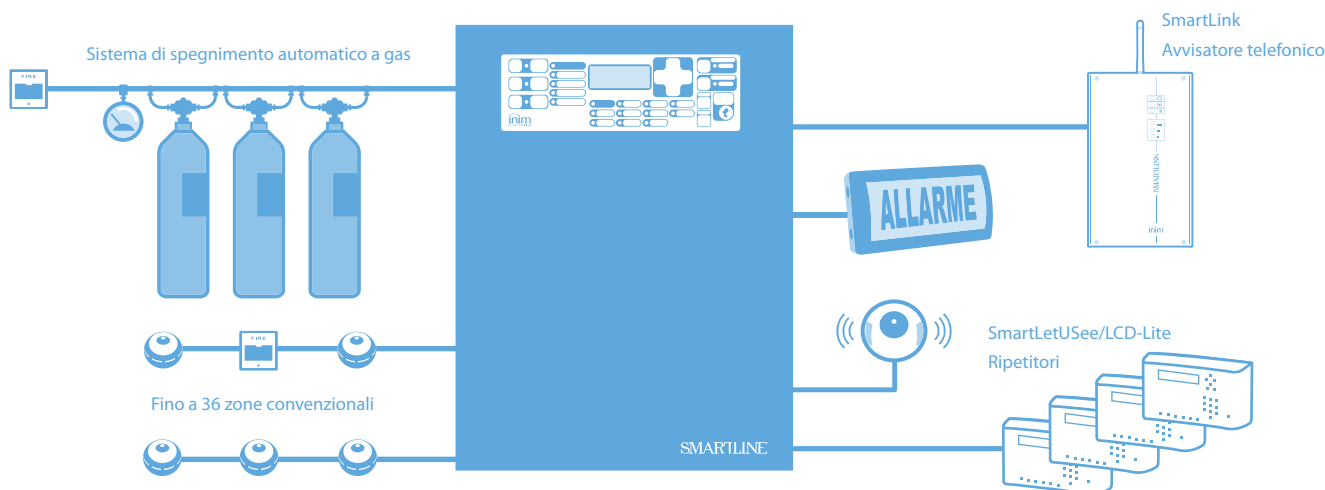 Sistema di spegnimento automatico a gas
FIRE
inim
SmartLink
Avvisatore telefonico
SMARTLINK
inim
ALLARME
FIRE
SmartLetUSee/LCD-Lite
Ripetitori
Fino a 36 zone convenzionali
SMARTLINE